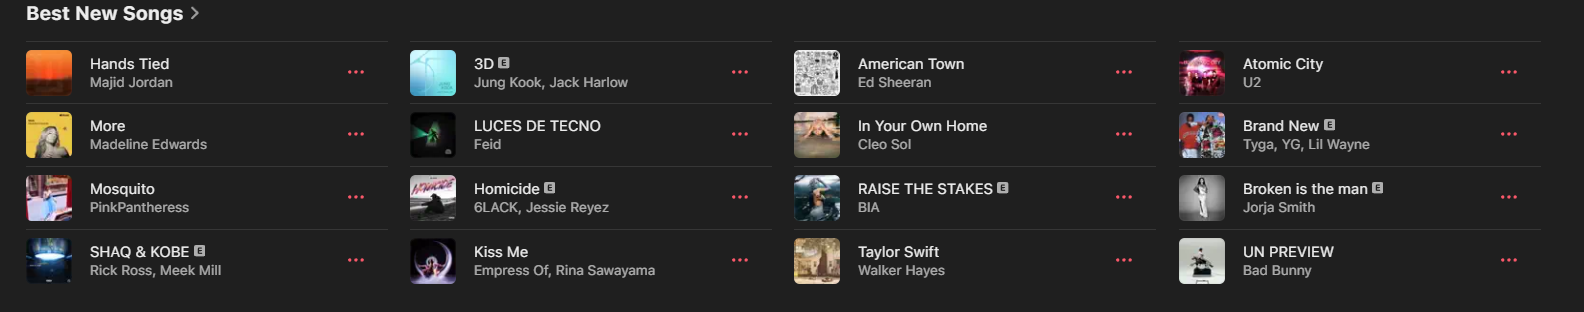 Best New Songs
Hands Tied
Majid Jordan
More
Madeline Edwards
Mosquito
PinkPantheress
SHAQ & KOBE E
Rick Ross, Meek Mill
3D E
Jung Kook, Jack Harlow
LUCES DE TECNO
Feid
Homicide E
6LACK, Jessie Reyez
Kiss Me
Empress Of, Rina Sawayama
American Town
Ed Sheeran
In Your Own Home
Cleo Sol
RAISE THE STAKES E
BIA
Taylor Swift
Walker Hayes
Atomic City
U2
Brand New E
Tyga, YG, Lil Wayne
Broken is the man E
Jorja Smith
UN PREVIEW
Bad Bunny